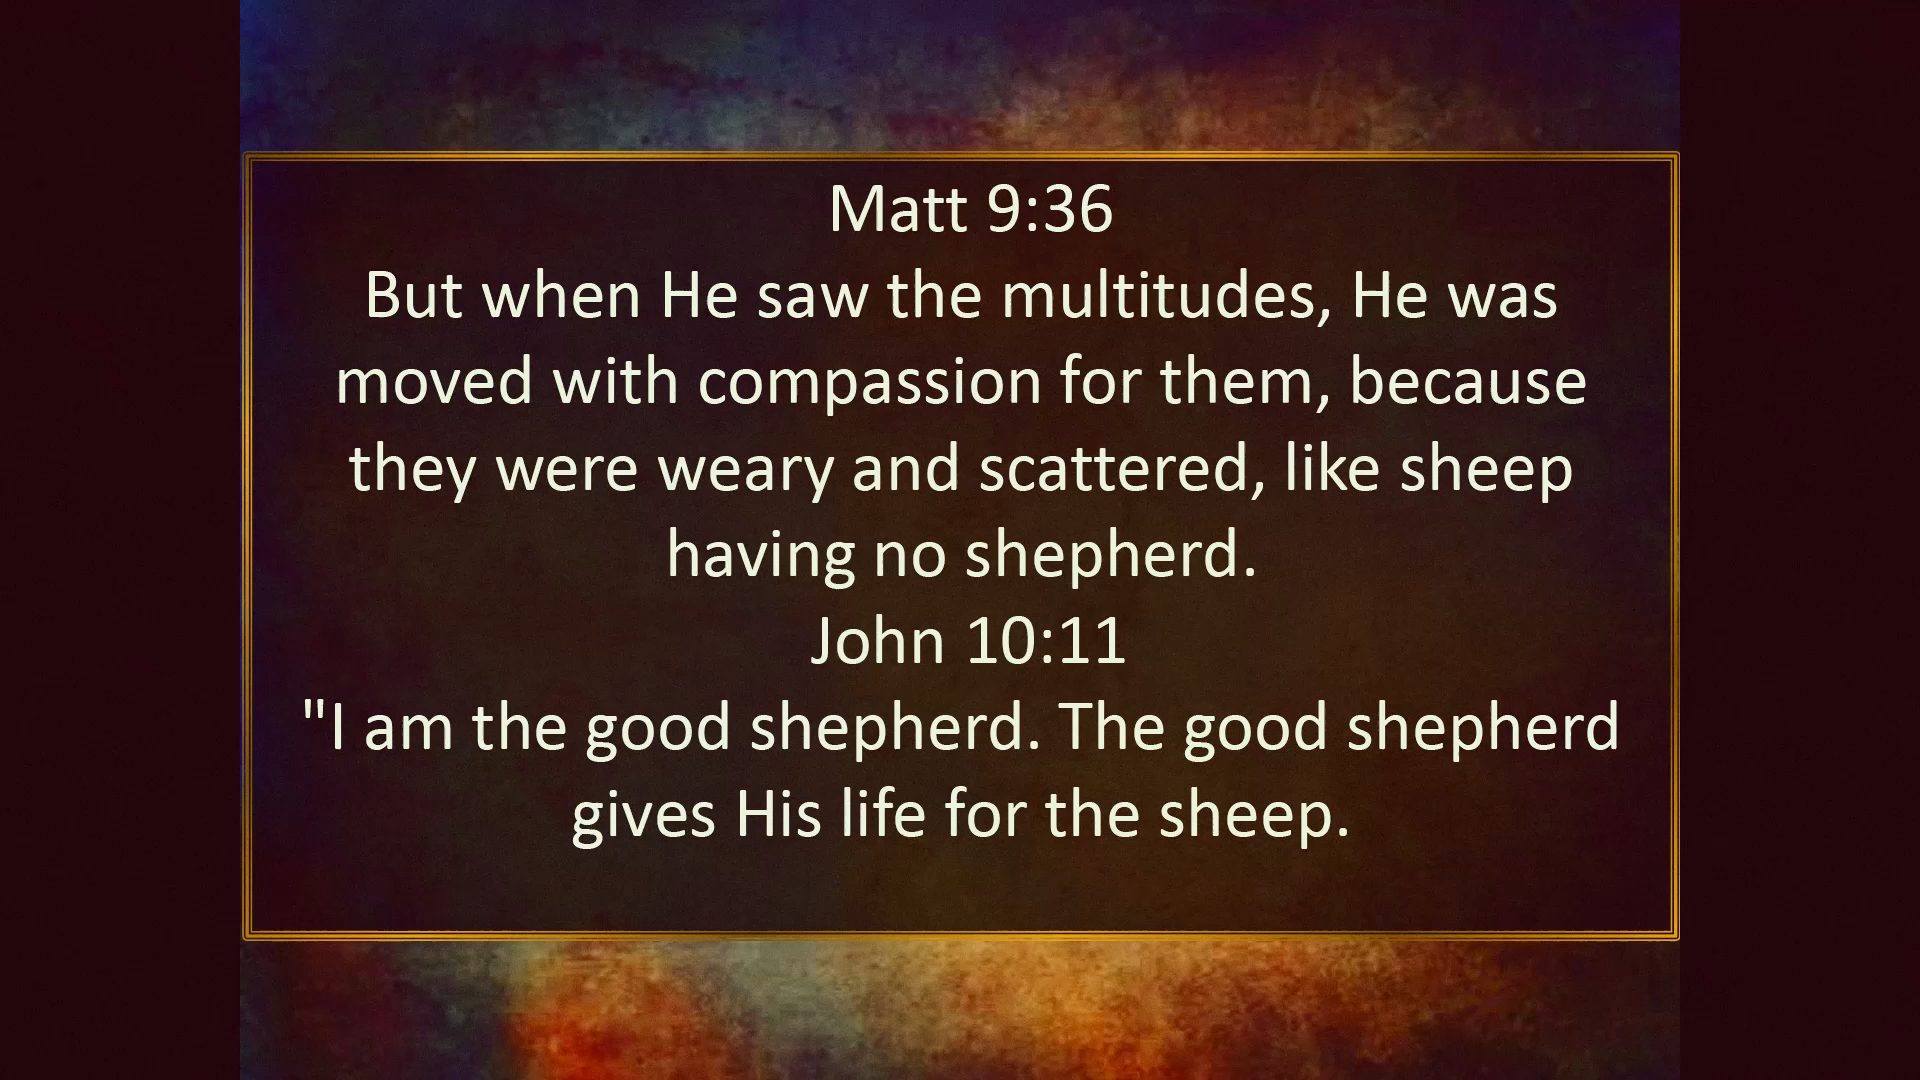 Matt 9:36
But when He saw the multitudes, He was
moved with compassion for them, because
they were weary and scattered, like sheep
having no shepherd.
John 10:11
"I am the good shepherd. The good shepherd
gives His life for the sheep.